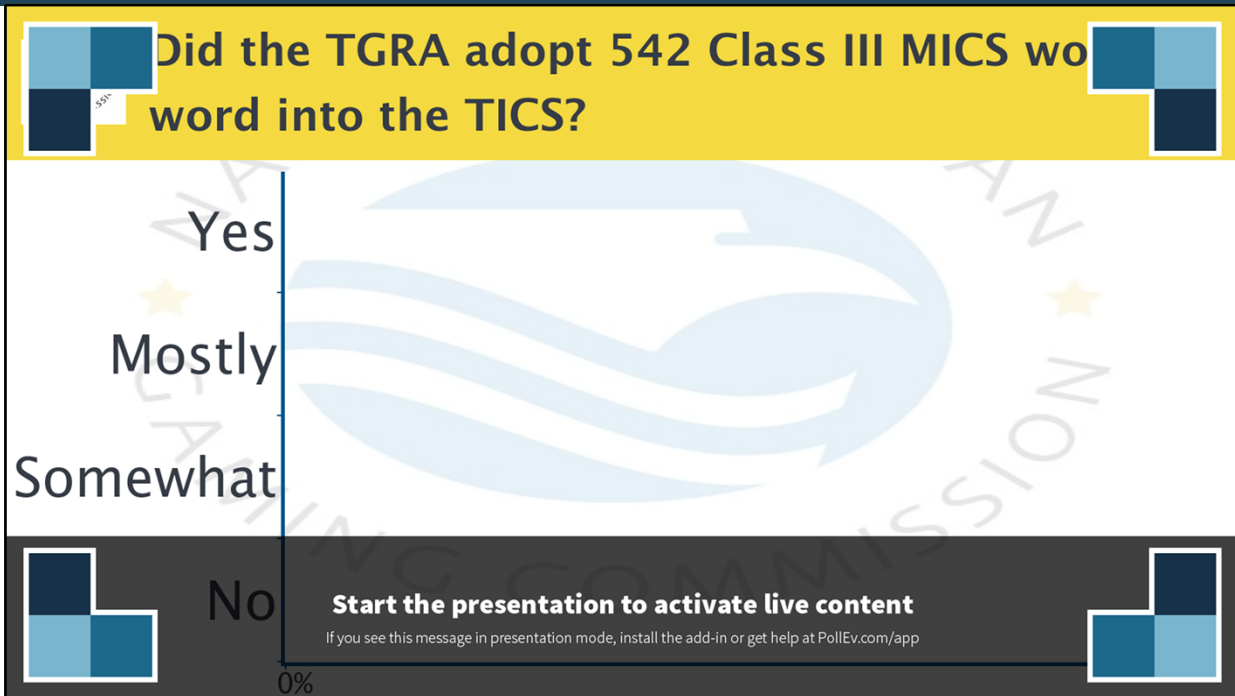 Did the TGRA adopt 542 Class III MICS wo
word into the TICS?
Yes
Mostly
Somewhat
No
0%
GAMING COMMISSION
Start the presentation to activate live content
If you see this message in presentation mode, install the add-in or get help at PollEv.com/app